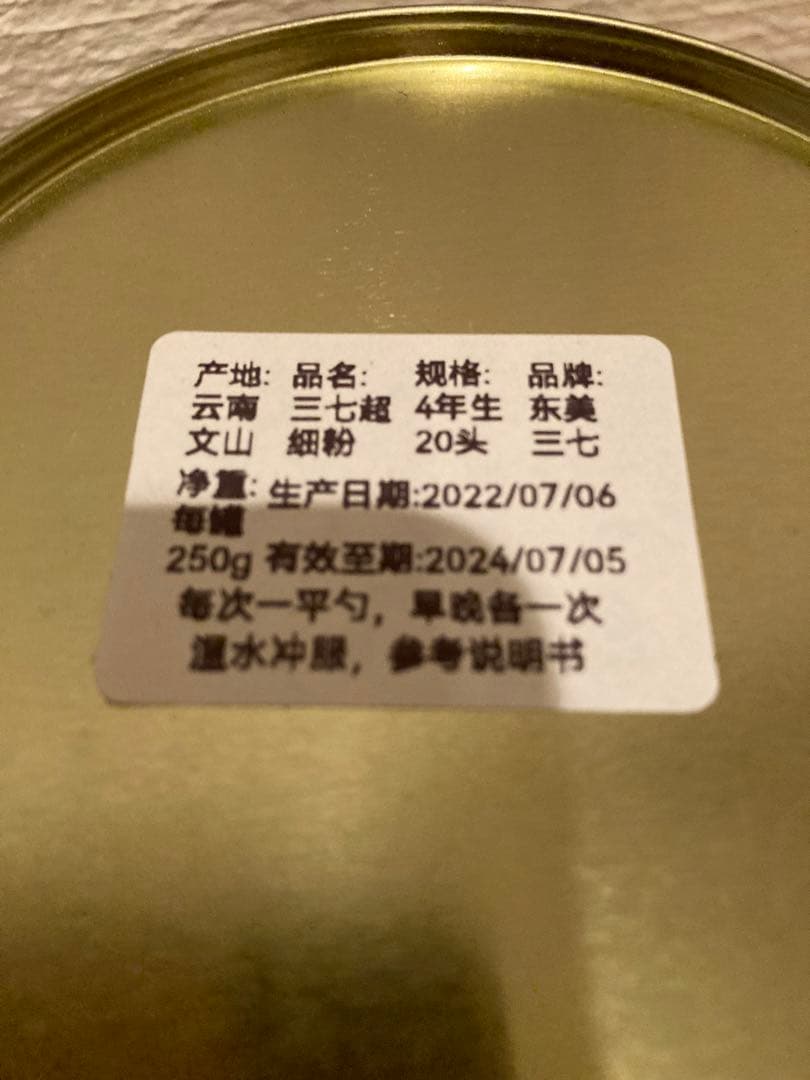 产地: 品名: 规格: 品牌:
云南 三七超 4年生 东美
文山 細粉 20头 三七
净重: 生产日期:2022/07/06
每罐
250g 有效至期:2024/07/05
每次一平勺，早晚各一次
温水冲服，参考说明书